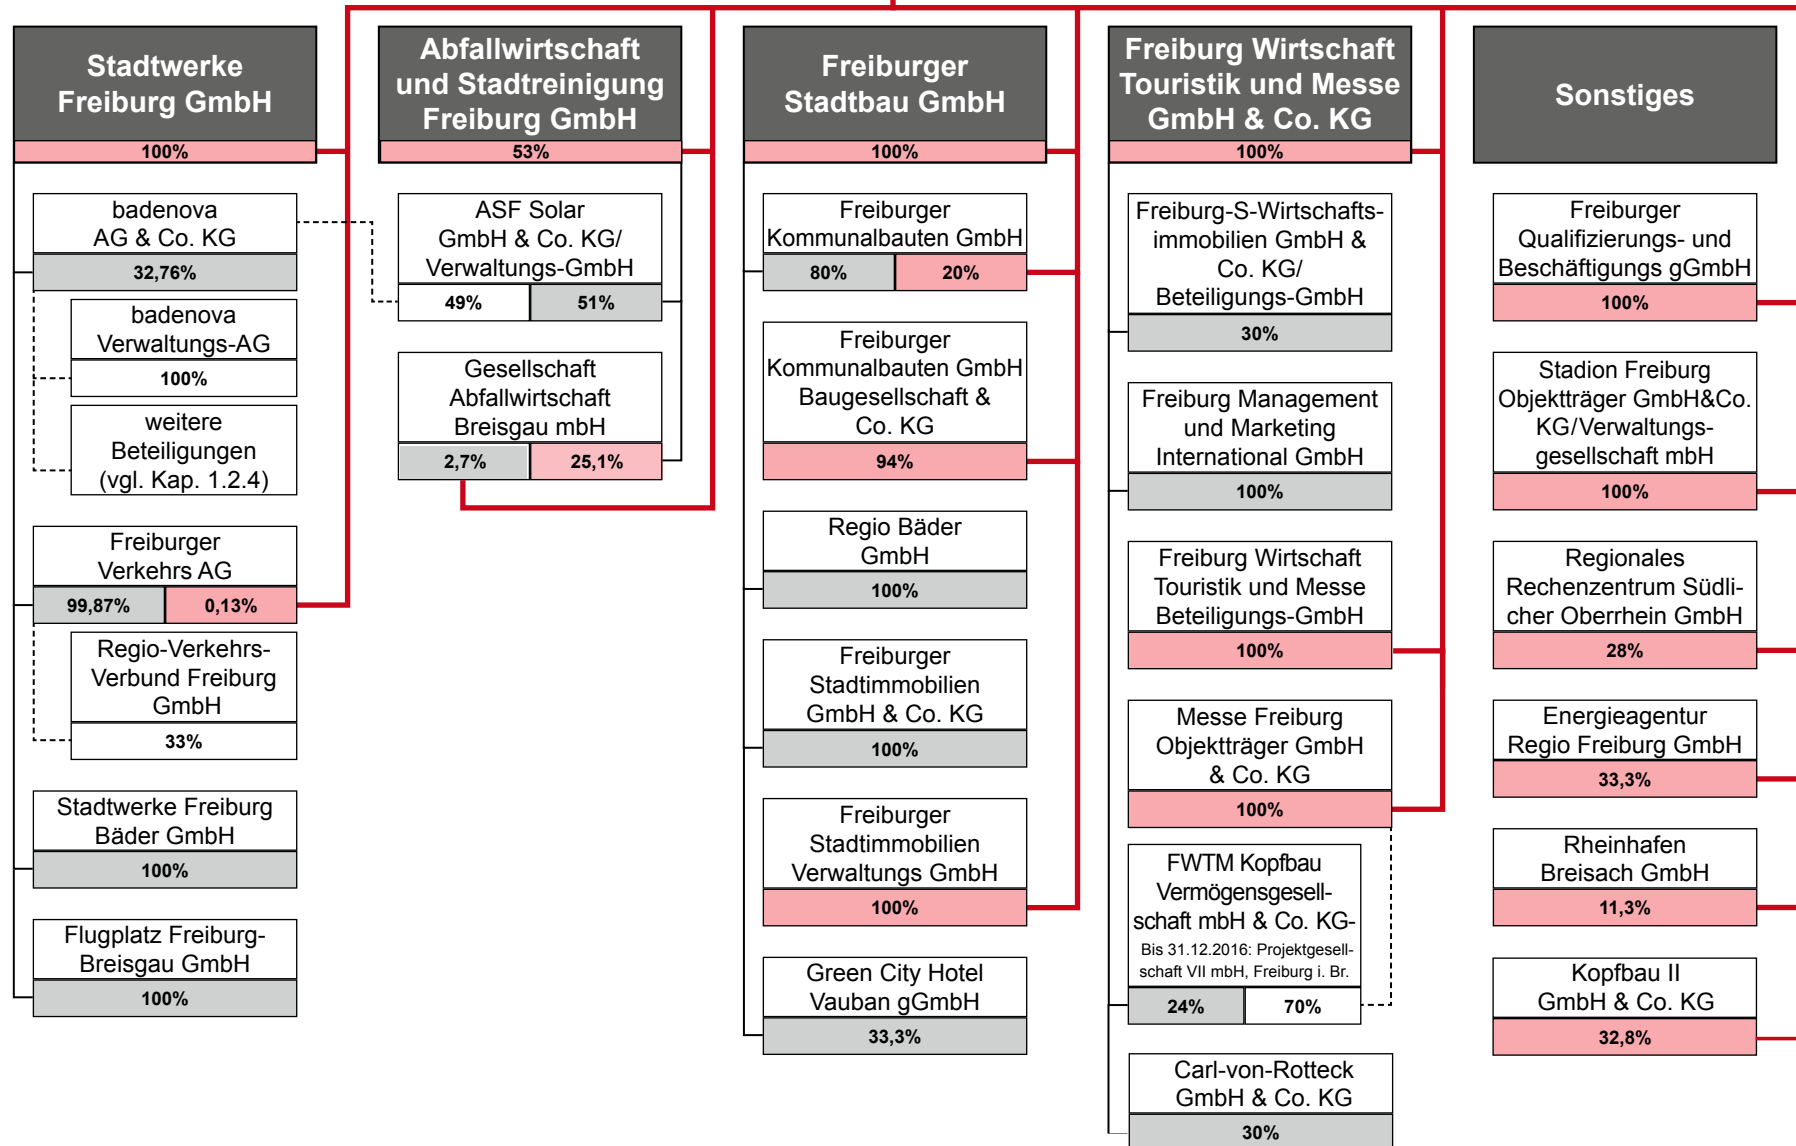 Stadtwerke
Freiburg GmbH
100%
badenova
AG & Co. KG
32,76%
badenova
Verwaltungs-AG
100%
weitere
Beteiligungen
(vgl. Kap. 1.2.4)
Freiburger
Verkehrs AG
99,87% 0,13%
Regio-Verkehrs-
Verbund Freiburg
GmbH
33%
Stadtwerke Freiburg
Bäder GmbH
100%
Flugplatz Freiburg-
Breisgau GmbH
100%
Abfallwirtschaft
und Stadtreinigung
Freiburg GmbH
53%
ASF Solar
GmbH & Co. KG/
Verwaltungs-GmbH
49% 51%
Gesellschaft
Abfallwirtschaft
Breisgau mbH
2,7% 25,1%
Freiburger
Stadtbau GmbH
100%
Freiburger
Kommunalbauten GmbH
80% 20%
Freiburger
Kommunalbauten GmbH
Baugesellschaft &
Co. KG
94%
Regio Bäder
GmbH
100%
Freiburger
Stadtimmobilien
GmbH & Co. KG
100%
Freiburger
Stadtimmobilien
Verwaltungs GmbH
100%
Green City Hotel
Vauban gGmbH
33,3%
Freiburg Wirtschaft
Touristik und Messe
GmbH & Co. KG
100%
Freiburg-S-Wirtschafts-
immobilien GmbH &
Co. KG/
Beteiligungs-GmbH
30%
Freiburg Management
und Marketing
International GmbH
100%
Freiburg Wirtschaft
Touristik und Messe
Beteiligungs-GmbH
100%
Messe Freiburg
Objektträger GmbH
& Co. KG
100%
FWTM Kopfbau
Vermögensgesell-
schaft mbH & Co. KG-
Bis 31.12.2016: Projektgesell-
schaft VII mbH, Freiburg i. Br.
24% 70%
Carl-von-Rotteck
GmbH & Co. KG
30%
Sonstiges
Freiburger
Qualifizierungs- und
Beschäftigungs gGmbH
100%
Stadion Freiburg
Objektträger GmbH&Co.
KG/Verwaltungs-
gesellschaft mbH
100%
Regionales
Rechenzentrum Südli-
cher Oberrhein GmbH
28%
Energieagentur
Regio Freiburg GmbH
33,3%
Rheinhafen
Breisach GmbH
11,3%
Kopfbau II
GmbH & Co. KG
32,8%